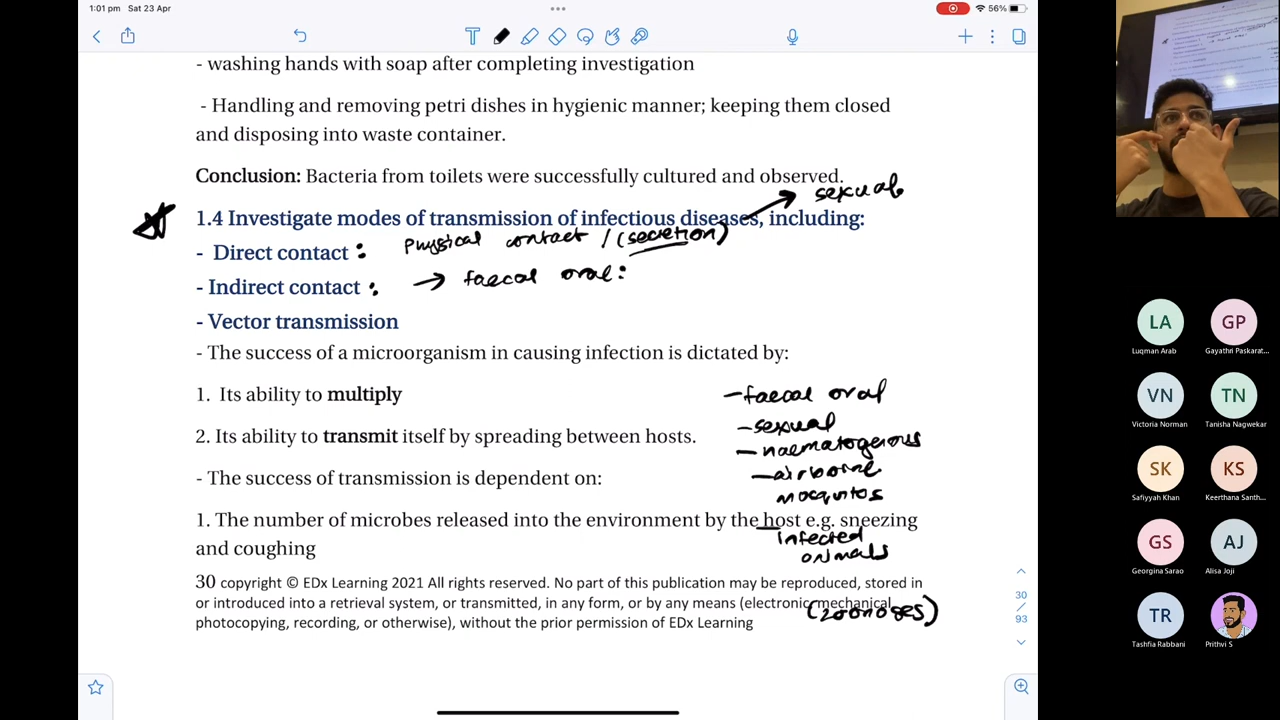 1:01 pm Sat 23 Apr
56%
- washing hands with soap after completing investigation
- Handling and removing petri dishes in hygienic manner; keeping them closed
and disposing into waste container.
Conclusion: Bacteria from toilets were successfully cultured and observed.
sexual
1.4 Investigate modes of transmission of infectious diseases, including:
- Direct contact : physical contact / (secretion)
- Indirect contact : → faecal oral:
- Vector transmission
- The success of a microorganism in causing infection is dictated by:
1. Its ability to multiply
- faecal oral
- sexual
2. Its ability to transmit itself by spreading between hosts.
- haematogenous
- airborne
- The success of transmission is dependent on:
mosquitos
1. The number of microbes released into the environment by the host e.g. sneezing
and coughing
infected
animals
30 copyright © EDx Learning 2021 All rights reserved. No part of this publication may be reproduced, stored in
or introduced into a retrieval system, or transmitted, in any form, or by any means (electronic, mechanical,
(zoonoses)
photocopying, recording, or otherwise), without the prior permission of EDx Learning
30
/
93
LA
Luqman Arab
GP
Gayathri Paskarat...
VN
Victoria Norman
TN
Tanisha Nagwekar
SK
Safiyyah Khan
KS
Keerthana Santh...
GS
Georgina Sarao
AJ
Alisa Joji
TR
Tashfia Rabbani
Prithvi S